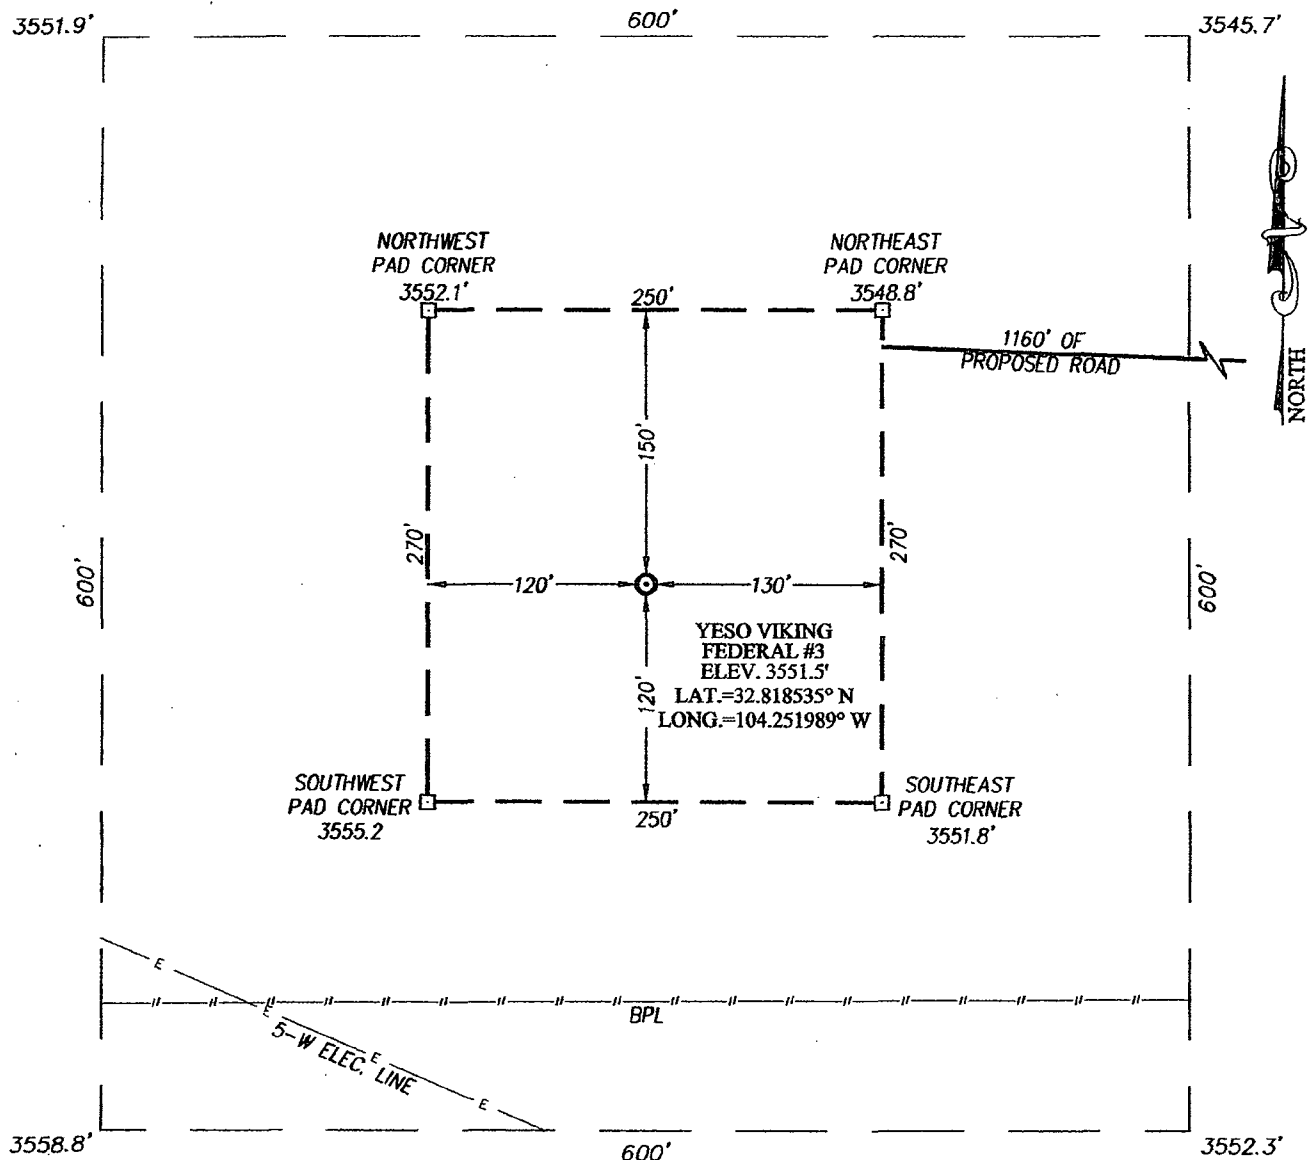 3551.9'
600'
3545.7'
NORTHWEST
PAD CORNER
3552.1'
NORTHEAST
PAD CORNER
3548.8'
250'
1160' OF
PROPOSED ROAD
NORTH
150'
270'
270'
600'
600'
120'
130'
YESO VIKING
FEDERAL #3
ELEV. 3551.5'
LAT.=32.818535° N
LONG.=104.251989° W
120'
SOUTHWEST
PAD CORNER
3555.2
250'
SOUTHEAST
PAD CORNER
3551.8'
E
E
BPL
5-W ELEC. LINE
E
E
3558.8'
600'
3552.3'